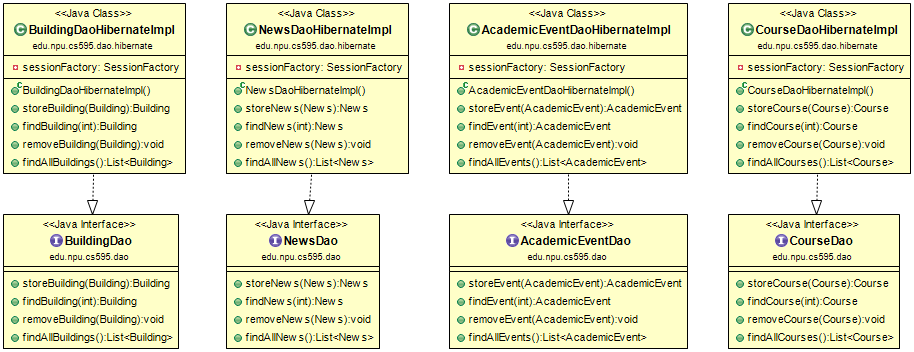 <<Java Class>>
BuildingDaoHibernateImpl
edu.npu.cs595.dao.hibernate
sessionFactory: SessionFactory
BuildingDaoHibernateImpl()
storeBuilding(Building):Building
findBuilding(int):Building
removeBuilding(Building):void
findAllBuildings():List<Building>
<<Java Class>>
NewsDaoHibernateImpl
edu.npu.cs595.dao.hibernate
sessionFactory: SessionFactory
NewsDaoHibernateImpl()
storeNews(News):News
findNews(int):News
removeNews(News):void
findAllNews():List<News>
<<Java Class>>
AcademicEventDaoHibernateImpl
edu.npu.cs595.dao.hibernate
sessionFactory: SessionFactory
AcademicEventDaoHibernateImpl()
storeEvent(AcademicEvent):AcademicEvent
findEvent(int):AcademicEvent
removeEvent(AcademicEvent):void
findAllEvents():List<AcademicEvent>
<<Java Class>>
CourseDaoHibernateImpl
edu.npu.cs595.dao.hibernate
sessionFactory: SessionFactory
CourseDaoHibernateImpl()
storeCourse(Course):Course
findCourse(int):Course
removeCourse(Course):void
findAllCourses():List<Course>
<<Java Interface>>
BuildingDao
edu.npu.cs595.dao
storeBuilding(Building):Building
findBuilding(int):Building
removeBuilding(Building):void
findAllBuildings():List<Building>
<<Java Interface>>
NewsDao
edu.npu.cs595.dao
storeNews(News):News
findNews(int):News
removeNews(News):void
findAllNews():List<News>
<<Java Interface>>
AcademicEventDao
edu.npu.cs595.dao
storeEvent(AcademicEvent):AcademicEvent
findEvent(int):AcademicEvent
removeEvent(AcademicEvent):void
findAllEvents():List<AcademicEvent>
<<Java Interface>>
CourseDao
edu.npu.cs595.dao
storeCourse(Course):Course
findCourse(int):Course
removeCourse(Course):void
findAllCourses():List<Course>